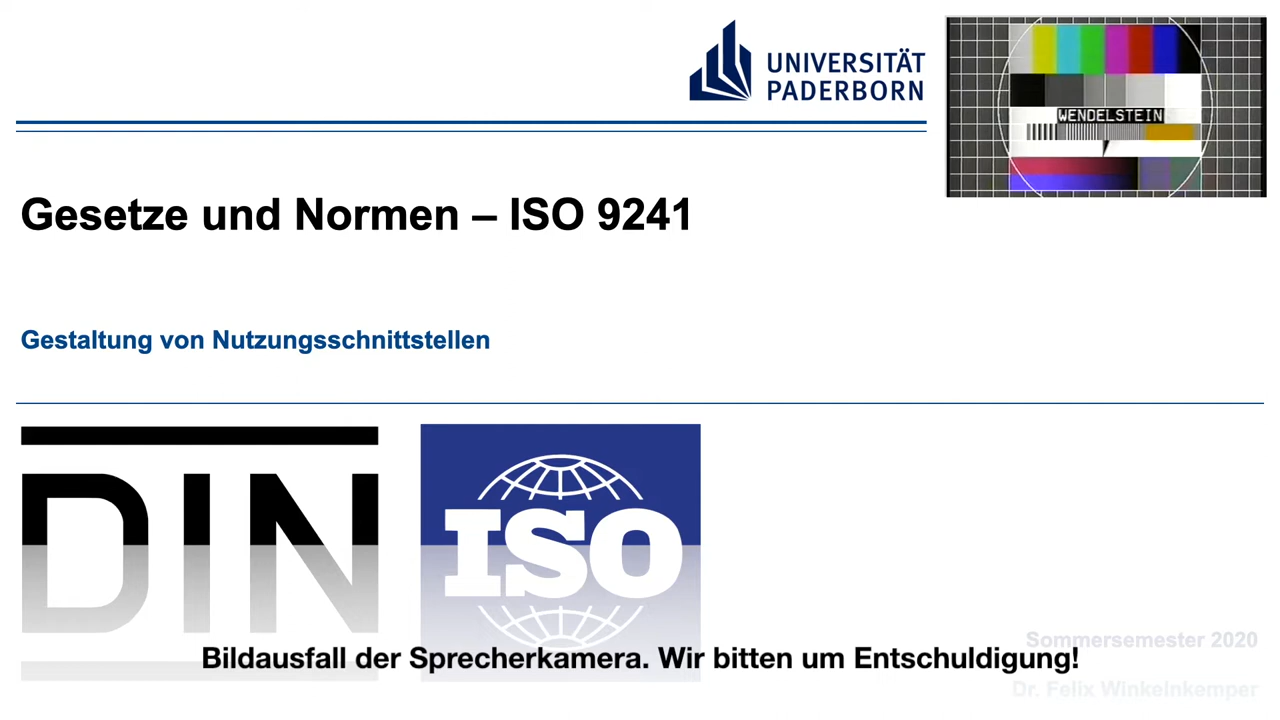 UNIVERSITÄT
PADERBORN
WENDELSTEIN
Gesetze und Normen – ISO 9241
Gestaltung von Nutzungsschnittstellen
DIN
ISO
Sommersemester 2020
Bildausfall der Sprecherkamera. Wir bitten um Entschuldigung!
Dr. Felix Winkelnkemper